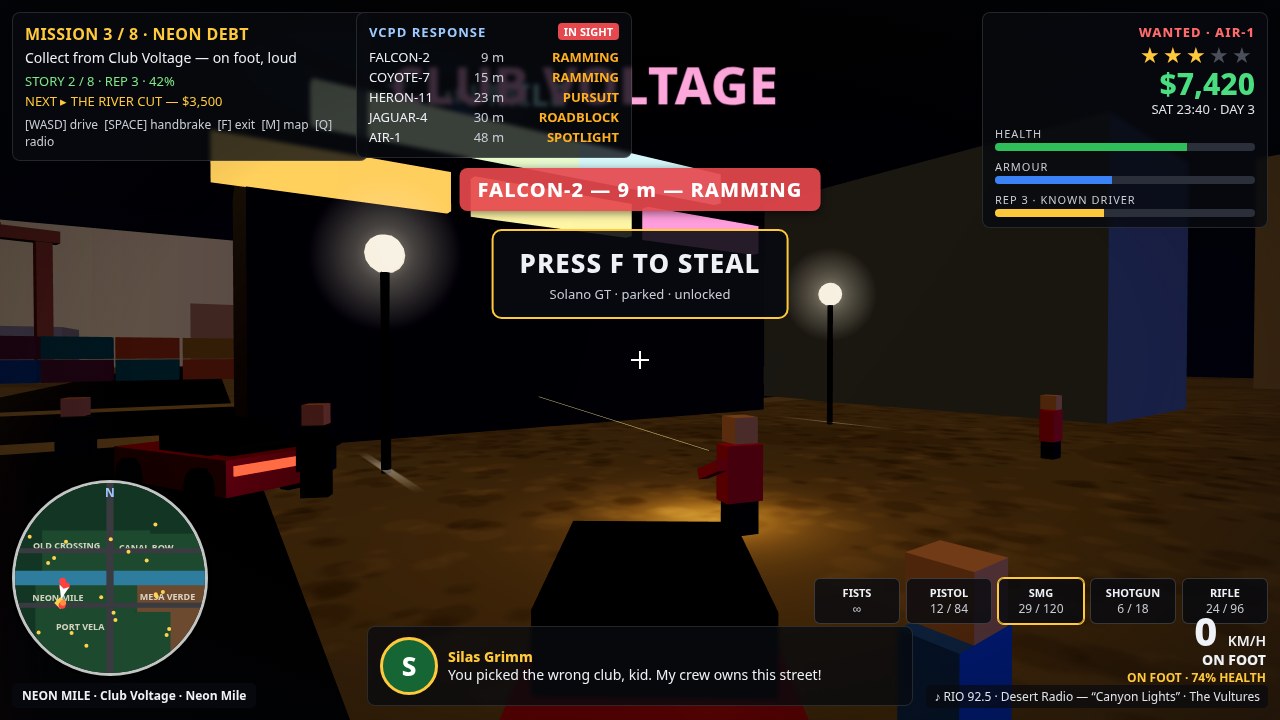 MISSION 3 / 8 · NEON DEBT
Collect from Club Voltage — on foot, loud
STORY 2 / 8 · REP 3 · 42%
NEXT ▸ THE RIVER CUT — $3,500
[WASD] drive [SPACE] handbrake [F] exit [M] map [Q]
radio
VCPD RESPONSE
IN SIGHT
FALCON-2 9 m RAMMING
COYOTE-7 15 m RAMMING
HERON-11 23 m PURSUIT
JAGUAR-4 30 m ROADBLOCK
AIR-1 48 m SPOTLIGHT
CLUB VOLTAGE
WANTED · AIR-1
★★★★★
$7,420
SAT 23:40 · DAY 3
HEALTH
ARMOUR
REP 3 · KNOWN DRIVER
FALCON-2 — 9 m — RAMMING
PRESS F TO STEAL
Solano GT · parked · unlocked
N
OLD CROSSING
CANAL ROW
NEON MILE
MESA VERDE
PORT VELA
NEON MILE · Club Voltage · Neon Mile
S
Silas Grimm
You picked the wrong club, kid. My crew owns this street!
FISTS
∞
PISTOL
12 / 84
SMG
29 / 120
SHOTGUN
6 / 18
RIFLE
24 / 96
0 KM/H
ON FOOT
ON FOOT · 74% HEALTH
♪ RIO 92.5 · Desert Radio — “Canyon Lights” · The Vultures